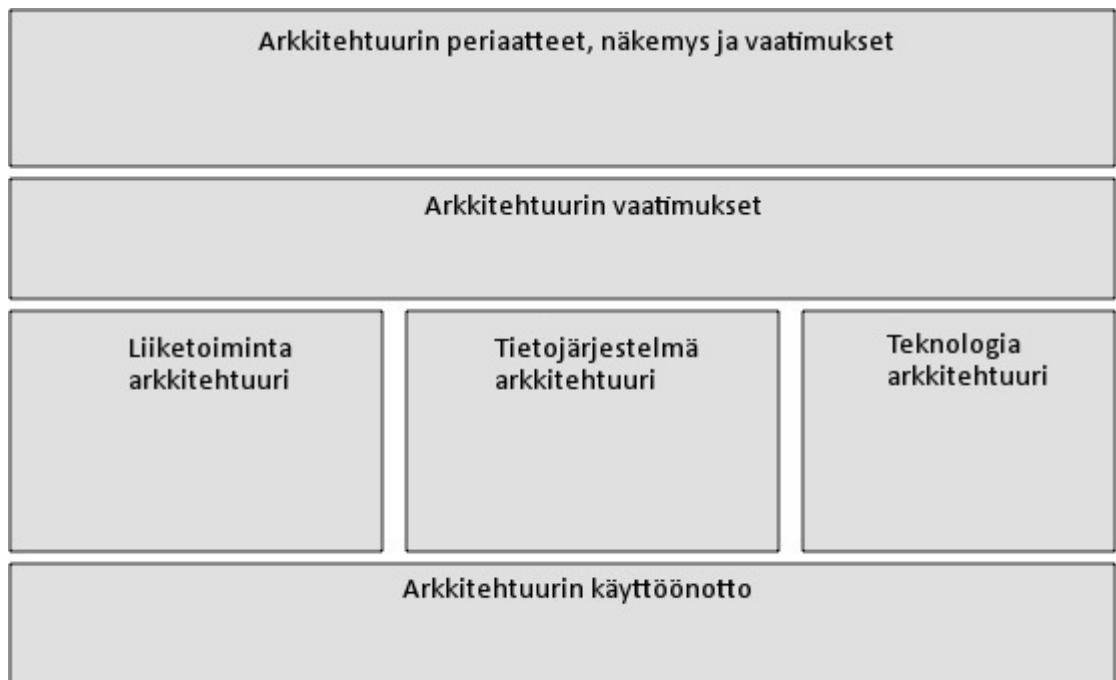 Arkkitehtuurin periaatteet, näkemys ja vaatimukset
Arkkitehtuurin vaatimukset
Liiketoiminta
arkkitehtuuri
Tietojärjestelmä
arkkitehtuuri
Teknologia
arkkitehtuuri
Arkkitehtuurin käyttöönotto